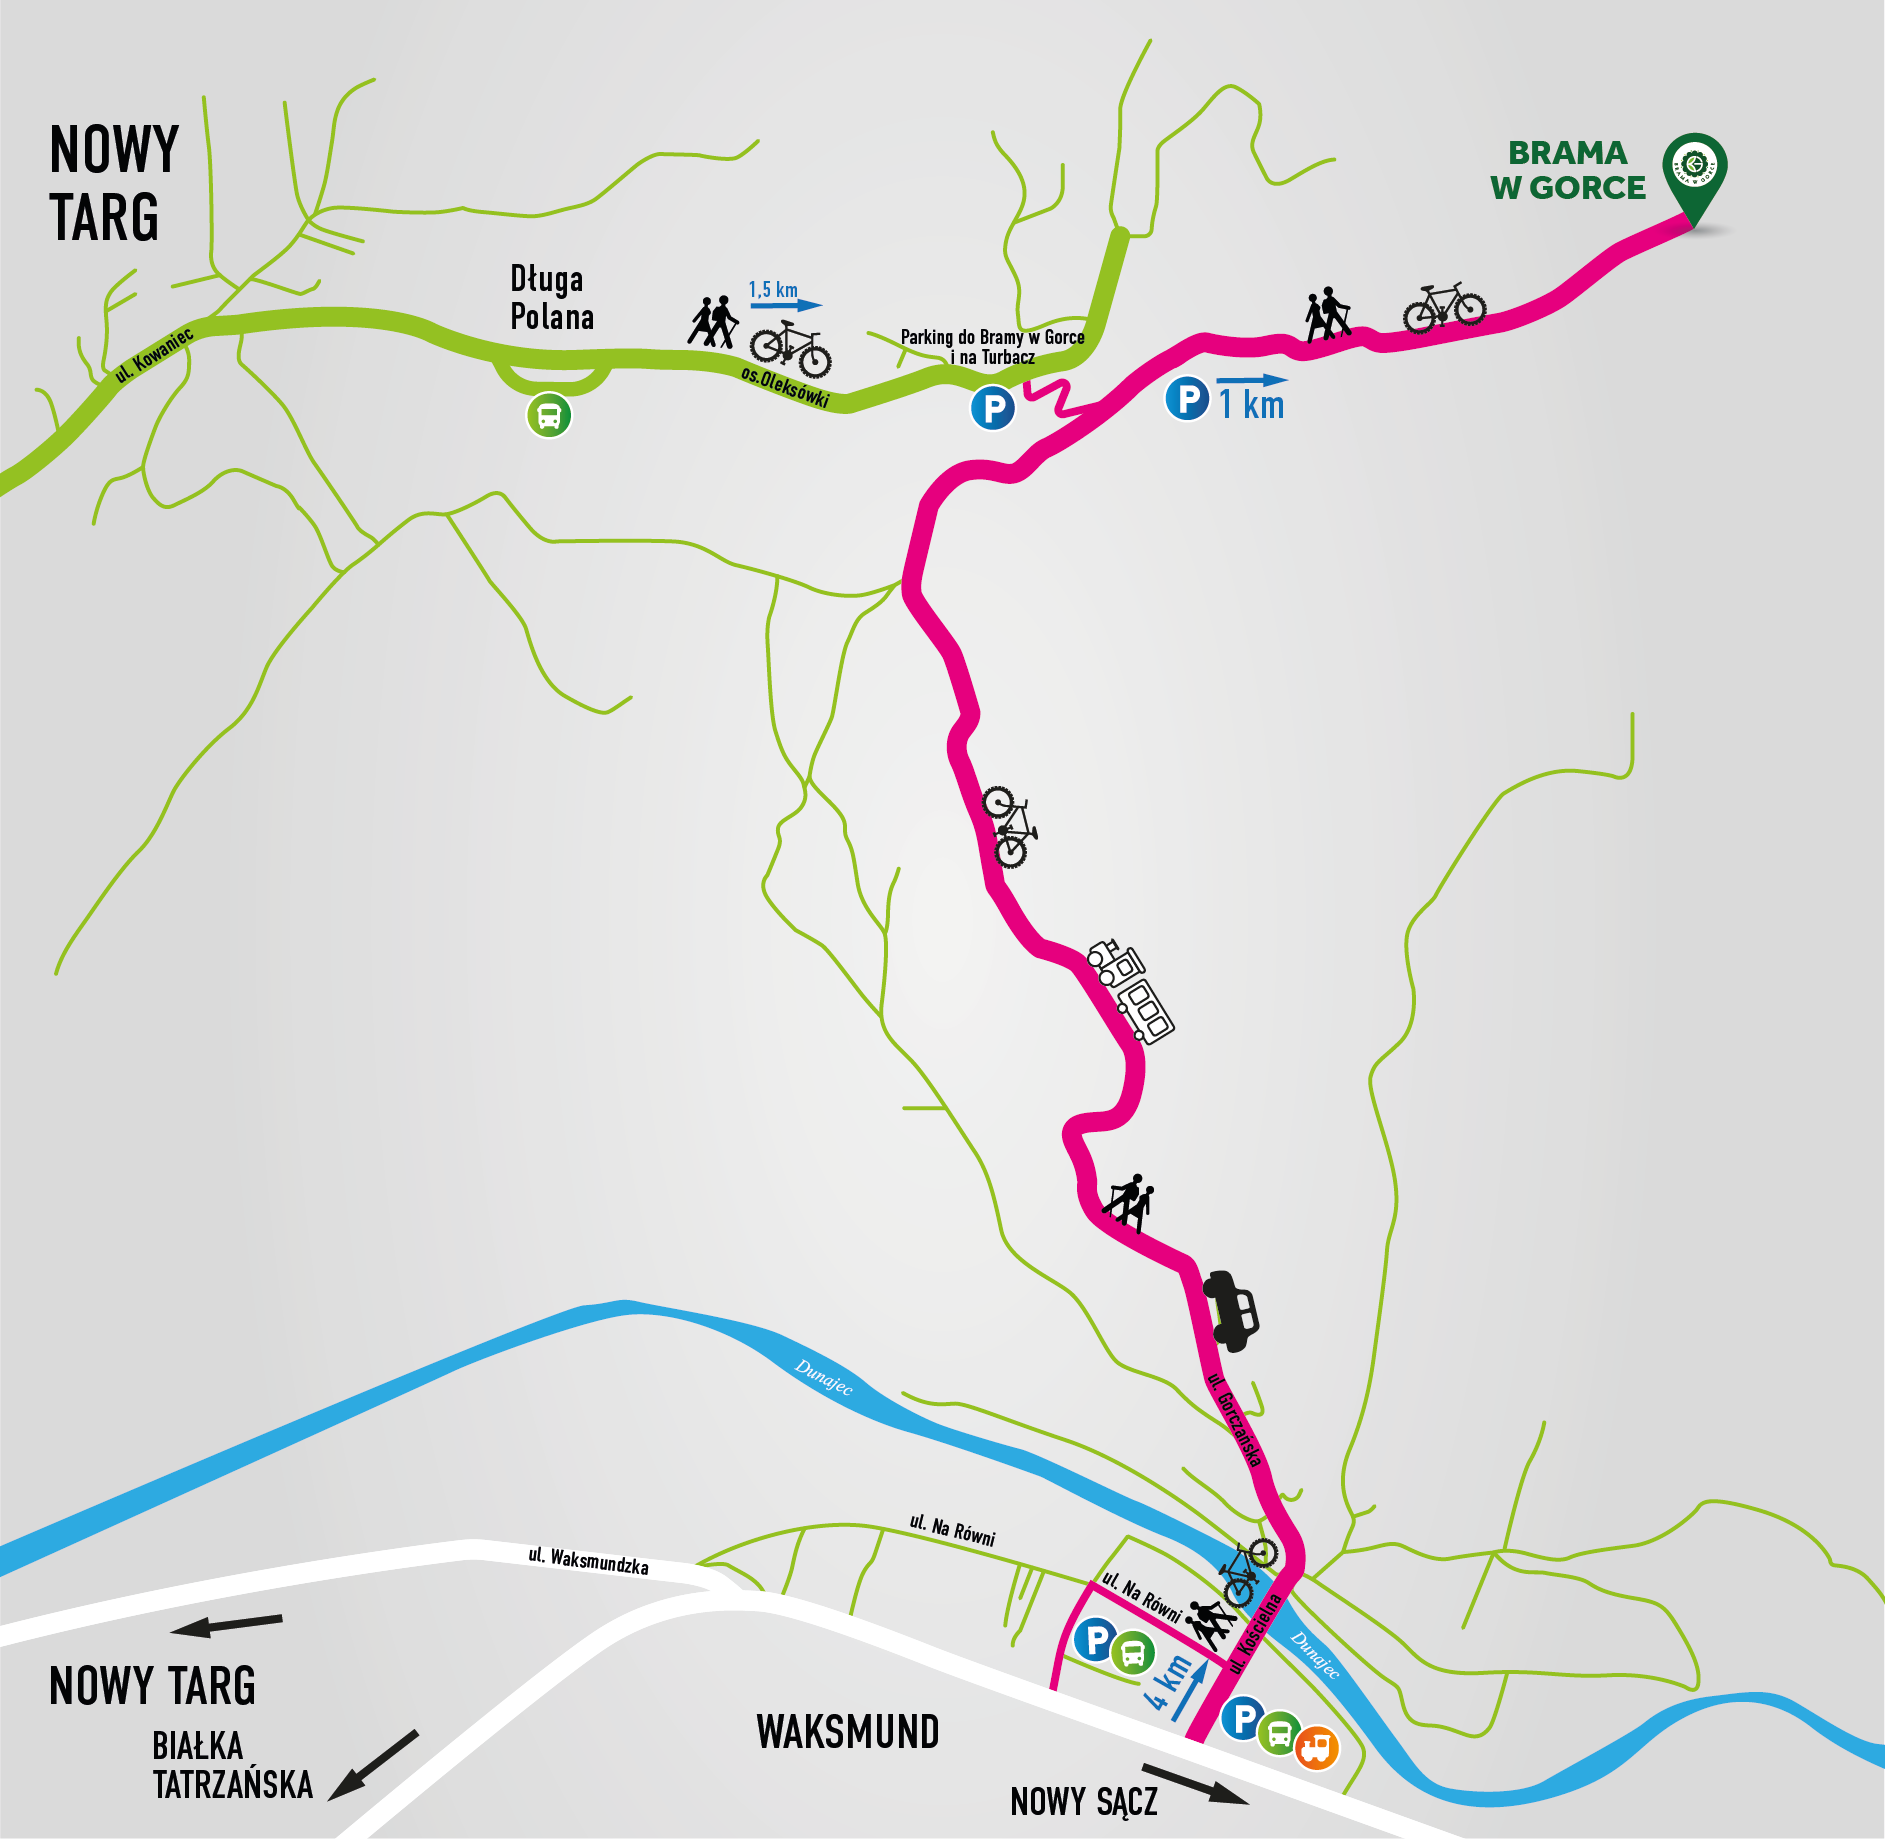 NOWY
TARG
BRAMA
W GORCE
BRAMA W GORCE
Długa
Polana
1,5 km
ul. Kowaniec
Parking do Bramy w Gorce
i na Turbacz
os.Oleksówki
P
P
1 km
Dunajec
ul. Gorczańska
ul. Na Równi
ul. Waksmundzka
ul. Na Równi
ul. Kościelna
P
Dunajec
4 km
NOWY TARG
P
WAKSMUND
BIAŁKA
TATRZAŃSKA
NOWY SĄCZ